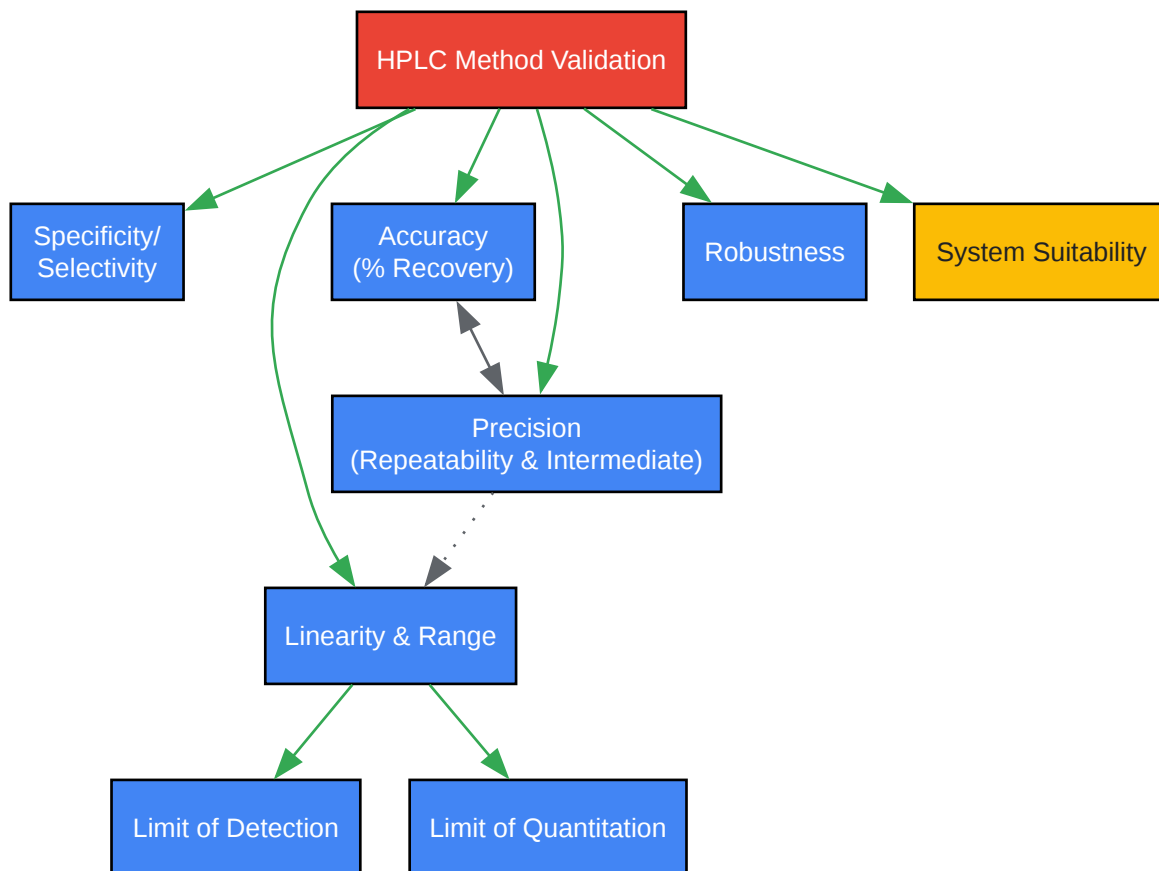 HPLC Method Validation
Specificity/
Selectivity
Accuracy
(% Recovery)
Robustness
System Suitability
Precision
(Repeatability & Intermediate)
Linearity & Range
Limit of Detection
Limit of Quantitation